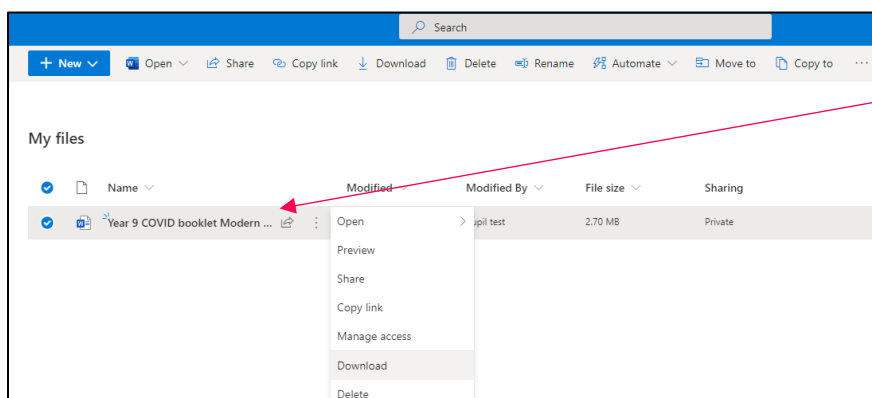 Search
New Open Share Copy link Download Delete Rename Automate Move to Copy to ...
My files
Name Modified Modified By File size Sharing
Year 9 COVID booklet Modern ... Open 2.70 MB Private
Preview
Share
Copy link
Manage access
Download
Delete